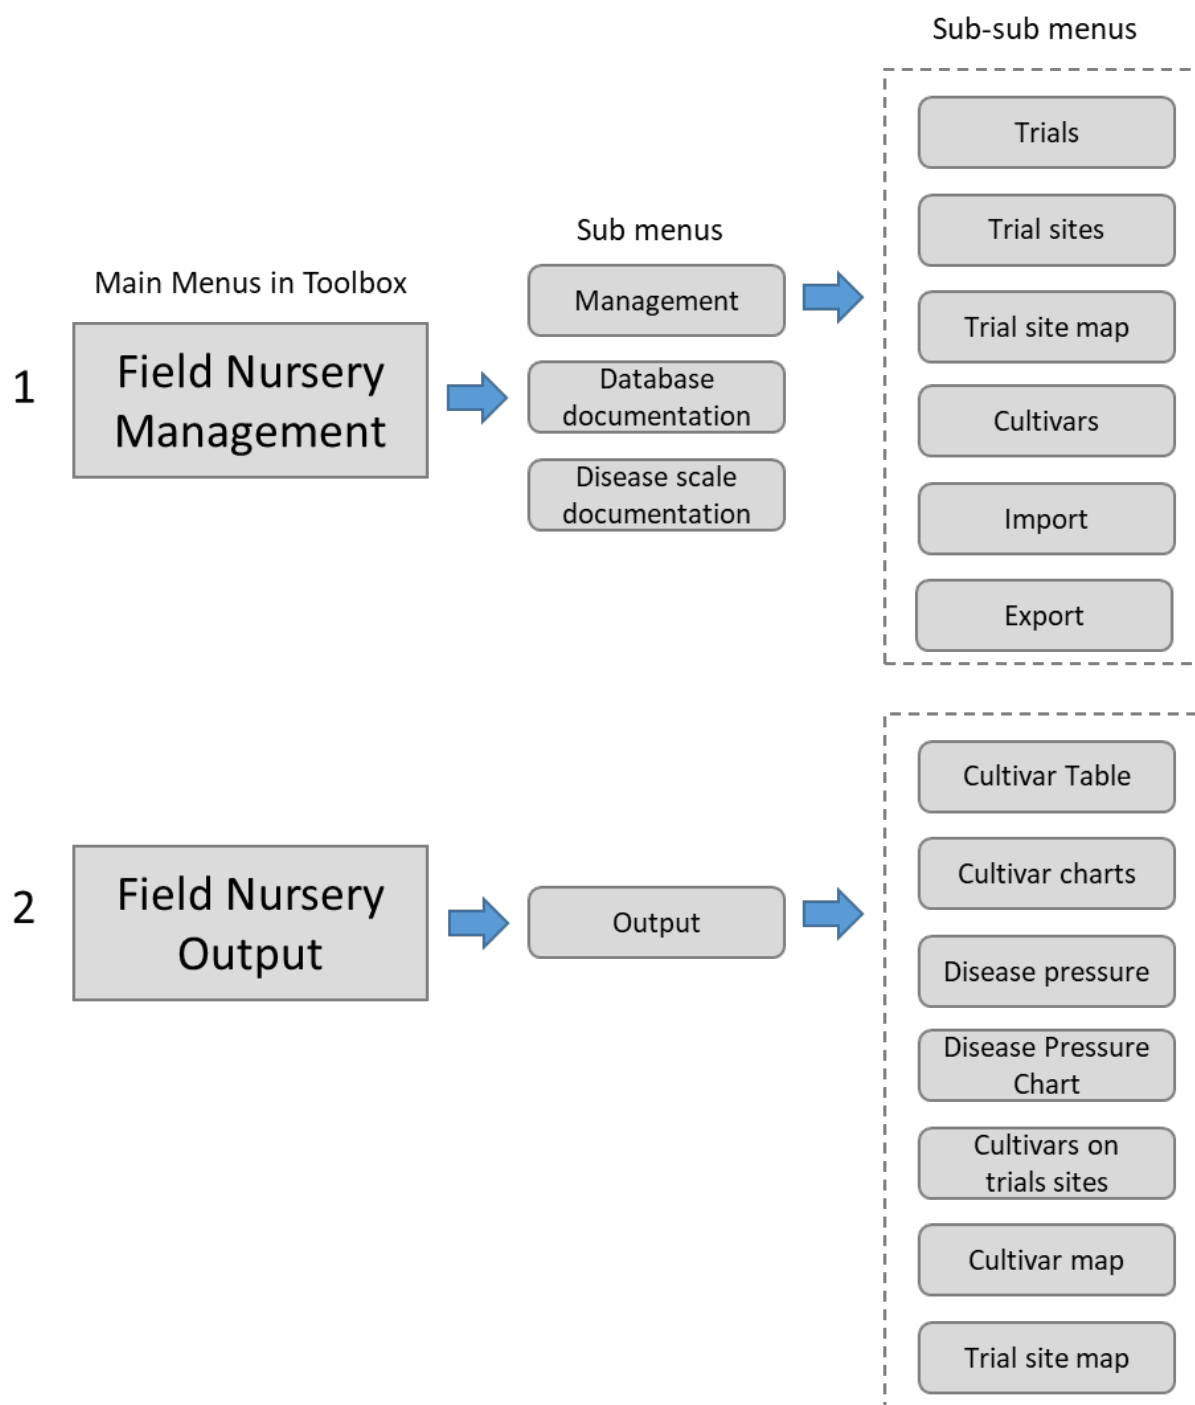 Sub-sub menus
Trials
Trial sites
Sub menus
Main Menus in Toolbox
Management
Trial site map
1
Field Nursery
Management
Database
documentation
Cultivars
Disease scale
documentation
Import
Export
Cultivar Table
Cultivar charts
2
Field Nursery
Output
Output
Disease pressure
Disease Pressure
Chart
Cultivars on
trials sites
Cultivar map
Trial site map